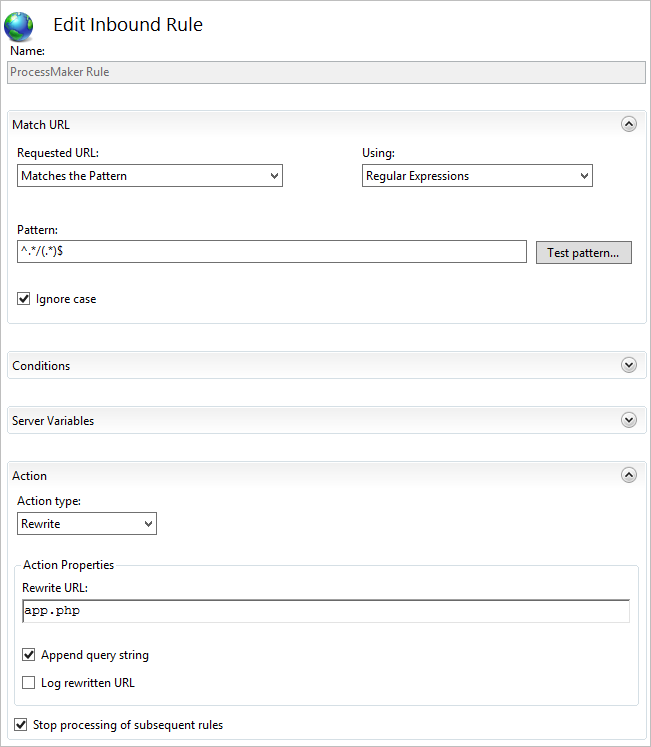 Edit Inbound Rule
Name:
ProcessMaker Rule
Match URL
Requested URL: Using:
Matches the Pattern Regular Expressions
Pattern:
^.*/(.*)$ Test pattern...
Ignore case
Conditions
Server Variables
Action
Action type:
Rewrite
Action Properties
Rewrite URL:
app.php
Append query string
Log rewritten URL
Stop processing of subsequent rules